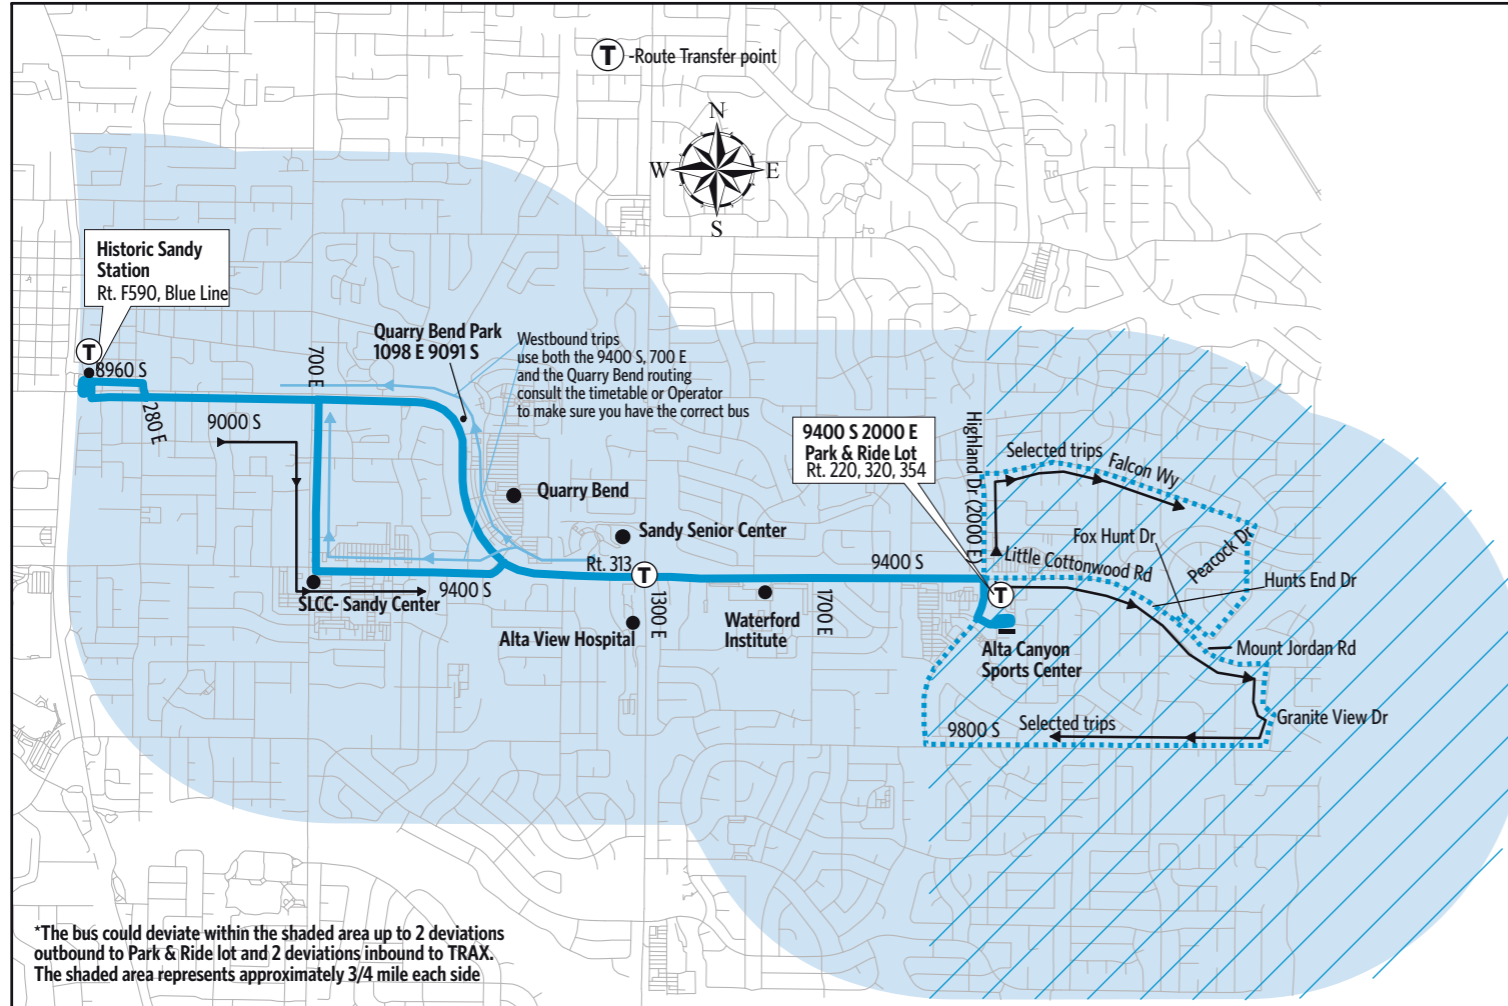 T -Route Transfer point
N
W
E
S
Historic Sandy
Station
Rt. F590, Blue Line
T
8960 S
280 E
9000 S
700 E
Quarry Bend Park
1098 E 9091 S
Westbound trips
use both the 9400 S, 700 E
and the Quarry Bend routing
consult the timetable or Operator
to make sure you have the correct bus
Quarry Bend
Sandy Senior Center
Rt. 313
T
9400 S
SLCC- Sandy Center
Alta View Hospital
1300 E
Waterford
Institute
1700 E
9400 S
9400 S 2000 E
Park & Ride Lot
Rt. 220, 320, 354
Highland Dr (2000 E)
Selected trips
Falcon Wy
Fox Hunt Dr
Peacock Dr
Little Cottonwood Rd
Hunts End Dr
T
Alta Canyon
Sports Center
Mount Jordan Rd
Granite View Dr
9800 S
Selected trips
*The bus could deviate within the shaded area up to 2 deviations
outbound to Park & Ride lot and 2 deviations inbound to TRAX.
The shaded area represents approximately 3/4 mile each side